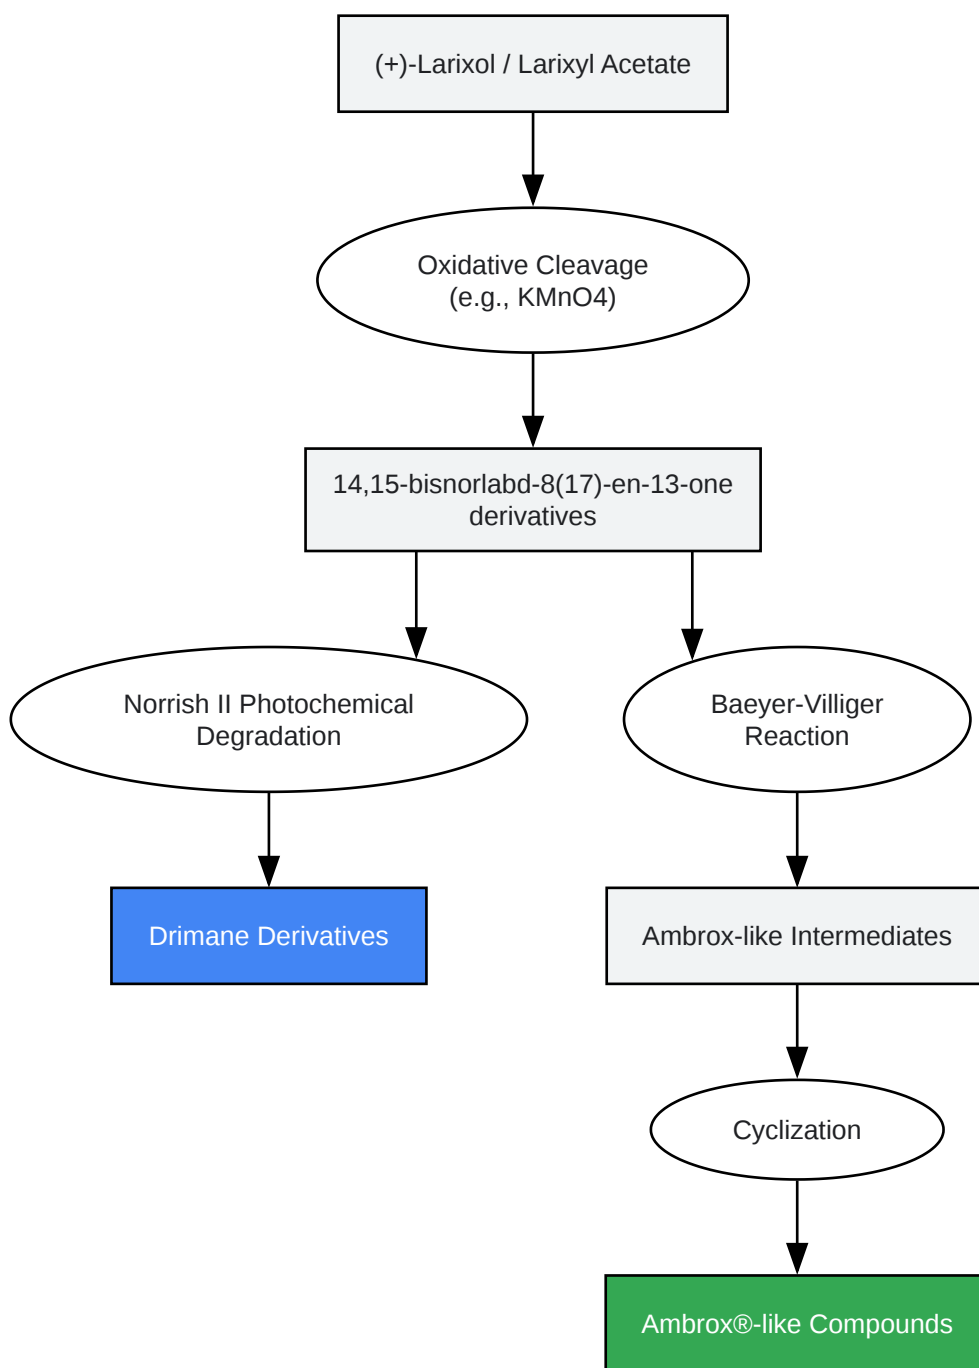 (+)-Larixol / Larixyl Acetate
Oxidative Cleavage
(e.g., KMnO4)
14,15-bisnorlabd-8(17)-en-13-one
derivatives
Norrish II Photochemical
Degradation
Baeyer-Villiger
Reaction
Drimane Derivatives
Ambrox-like Intermediates
Cyclization
Ambrox®-like Compounds